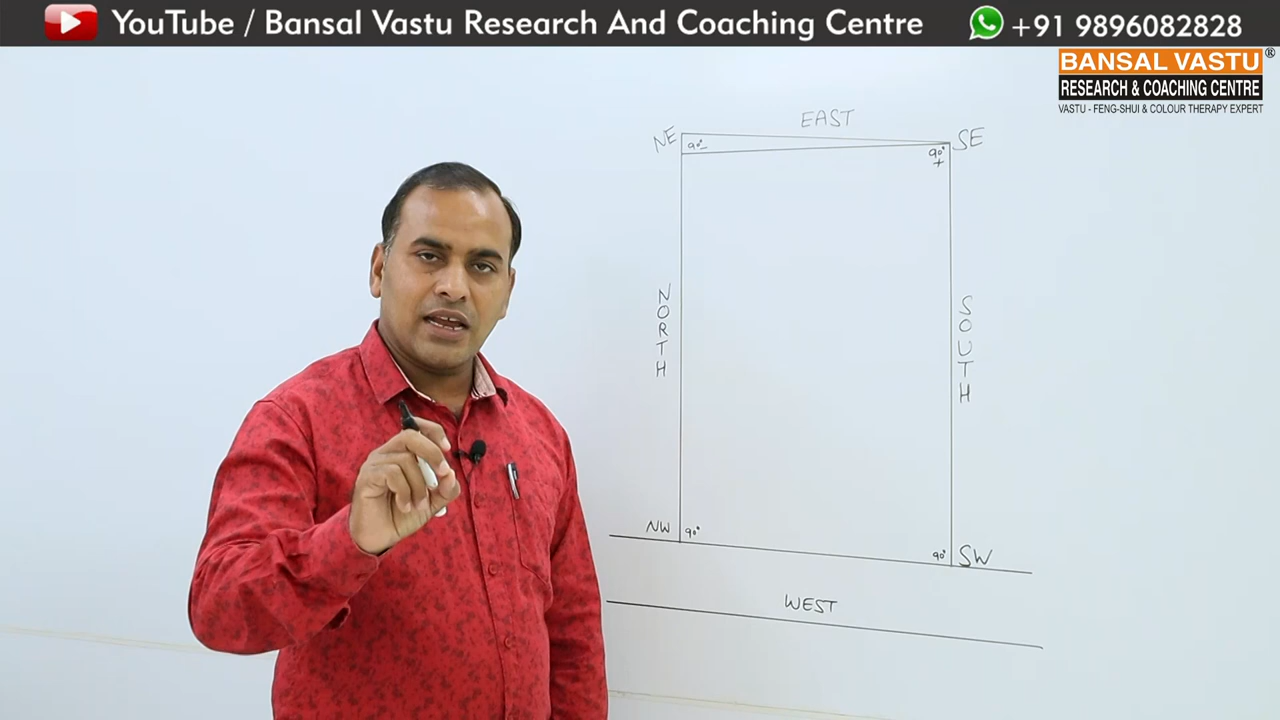 YouTube / Bansal Vastu Research And Coaching Centre
+91 9896082828
BANSAL VASTU®
RESEARCH & COACHING CENTRE
VASTU - FENG-SHUI & COLOUR THERAPY EXPERT
EAST
NE
SE
90°-
90°
+
NORTH
SOUTH
NW
90°
90°
SW
WEST